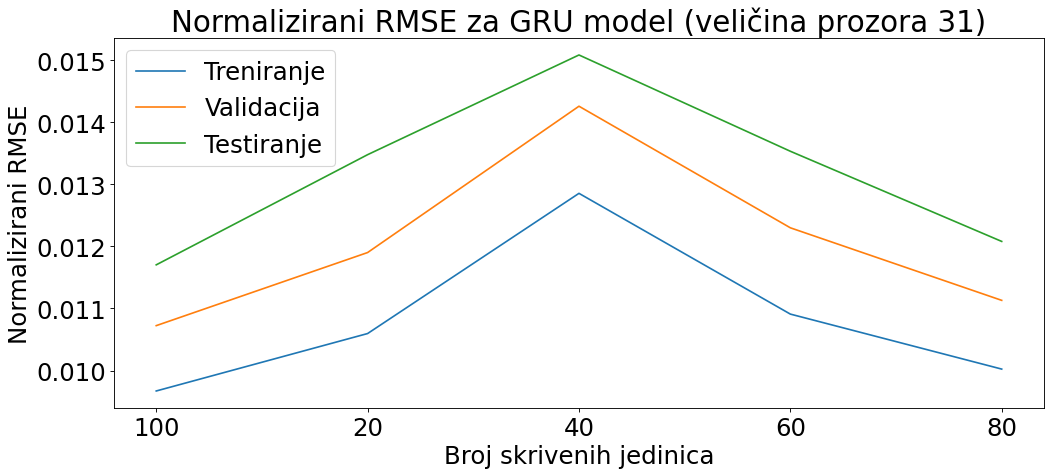 Normalizirani RMSE za GRU model (veličina prozora 31)
Treniranje
Validacija
Testiranje
Normalizirani RMSE
0.015
0.014
0.013
0.012
0.011
0.010
100 20 40 60 80
Broj skrivenih jedinica